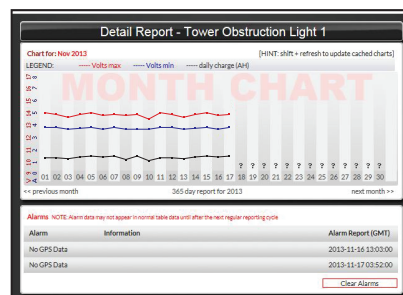 Detail Report - Tower Obstruction Light 1
Chart for: Nov 2013 [HINT: shift + refresh to update cached charts]
LEGEND: ----- Volts max ----- Volts min ----- daily charge (AH)
MONTH CHART
? ? ? ? ? ? ? ? ? ? ? ? ?
01 02 03 04 05 06 07 08 09 10 11 12 13 14 15 16 17 18 19 20 21 22 23 24 25 26 27 28 29 30
<< previous month 365 day report for 2013 next month >>
Alarms NOTE: Alarm data may not appear in normal table data until after the next regular reporting cycle
Alarm Information Alarm Report (GMT)
No GPS Data 2013-11-16 13:03:00
No GPS Data 2013-11-17 03:52:00
Clear Alarms